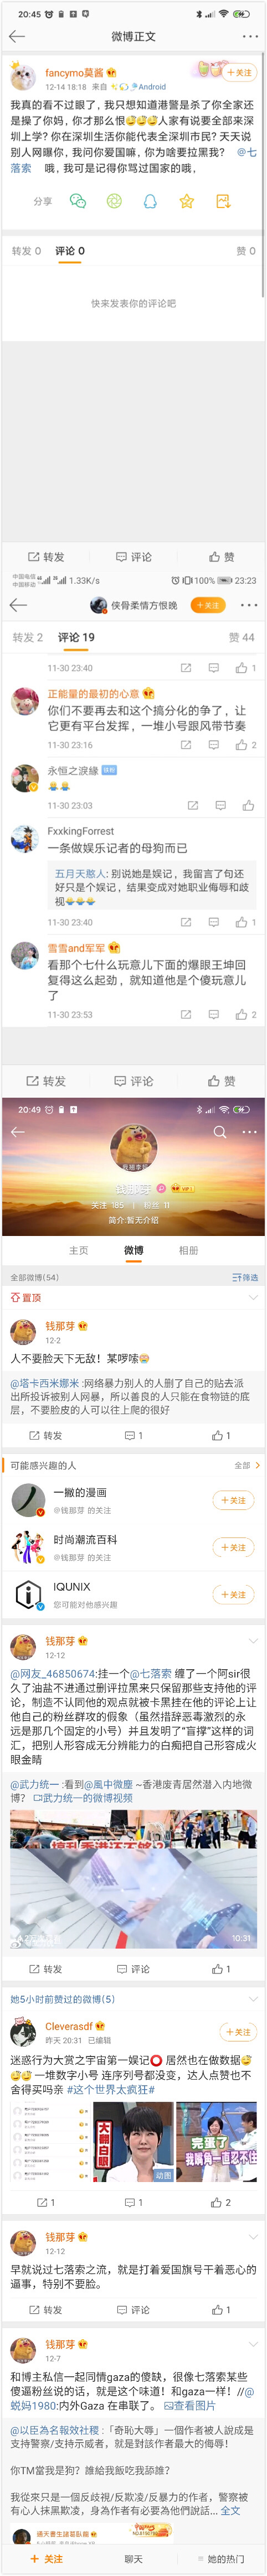 20:45
微博正文
fancymo莫酱
12-14 18:18 来自 Android
+关注
我真的看不过眼了，我只想知道港警是杀了你全家还
是操了你妈，你才那么恨人家有说要全部来深
圳上学？你在深圳生活你能代表全深圳市民？天天说
别人网曝你，我问你爱国嘛，你为啥要拉黑我？ @七
落索 哦，我可是记得你骂过国家的哦．
分享
转发 0 评论 0 赞 0
快来发表你的评论吧
转发 评论 赞
中国电信
中国移动
1.33K/s
100% 23:23
侠骨柔情方恨晚
+关注
转发 2 评论 19 赞 44
11-30 23:40 1
正能量的最初的心意
你们不要再去和这个搞分化的争了，让
它更有平台发挥，一堆小号跟风带节奏
11-30 23:16 2
永恒之淚緣
11-30 23:03
FxxkingForrest
一条做娱乐记者的母狗而已
五月天憨人: 别说她是娱记，我留言了句还
好只是个娱记，结果变成对她职业侮辱和歧
视
11-30 23:40 1
雪雪and军军
看那个七什么玩意儿下面的爆眼王坤回
复得这么起劲，就知道他是个傻玩意儿
了
11-30 23:53 2
转发 评论 赞
20:49
钱那芽
关注 185 粉丝 11
简介:暂无介绍
主页 微博 相册
全部微博(54) 筛选
置顶
钱那芽
12-2
人不要脸天下无敌！某啰嗦
@塔卡西米娜米 :网络暴力别人的人删了自己的贴去派
出所投诉被别人网暴，所以善良的人只能在食物链的底
层，不要脸皮的人可以往上爬的很好
转发 1 1
可能感兴趣的人 全部
一撇的漫画
@钱那芽 的关注
+关注
时尚潮流百科
@钱那芽 的关注
+关注
IQUNIX
您可能对他感兴趣
+关注
钱那芽
12-12
@网友_46850674:挂一个@七落索 缠了一个阿sir很
久了油盐不进通过删评拉黑来只保留那些支持他的评
论，制造不认同他的观点就被卡黑挂在他的评论上让
他自己的粉丝群攻的假象（虽然措辞恶毒激烈的永
远是那几个固定的小号）并且发明了“盲撑”这样的词
汇，把别人形容成无分辨能力的白痴把自己形容成火
眼金睛
@武力统一 :看到@風中微塵 ~香港废青居然潜入内地微
博？ 武力统一的微博视频
10:31
转发 评论 1
她5小时前赞过的微博(5)
Cleverasdf
昨天 20:31 已编辑
+关注
迷惑行为大赏之宇宙第一娱记 居然也在做数据
一堆数字小号 连序列号都没变，达人点赞也不
舍得买吗亲 #这个世界太疯狂#
大翻白眼
动图
完蛋了
1 1 2
钱那芽
12-12
早就说过七落索之流，就是打着爱国旗号干着恶心的
逼事，特别不要脸。
转发 评论 1
钱那芽
12-7
和博主私信一起同情gaza的傻缺，很像七落索某些
傻逼粉丝说的话，就是这个味道！和gaza一样！//@
蜕妈1980:内外Gaza 在串联了。 查看图片
@以臣為名報效社稷 :「奇恥大辱」一個作者被人說成是
支持警察/支持示威者，就是對該作者最大的侮辱！
你TM當我是狗？誰給我飯吃我舔誰？
我從來只是一個反歧視/反欺凌/反暴力的作者，警察被
有心人抹黑欺凌，身為作者有必要為他們說話... 全文
+ 关注 聊天 她的热门